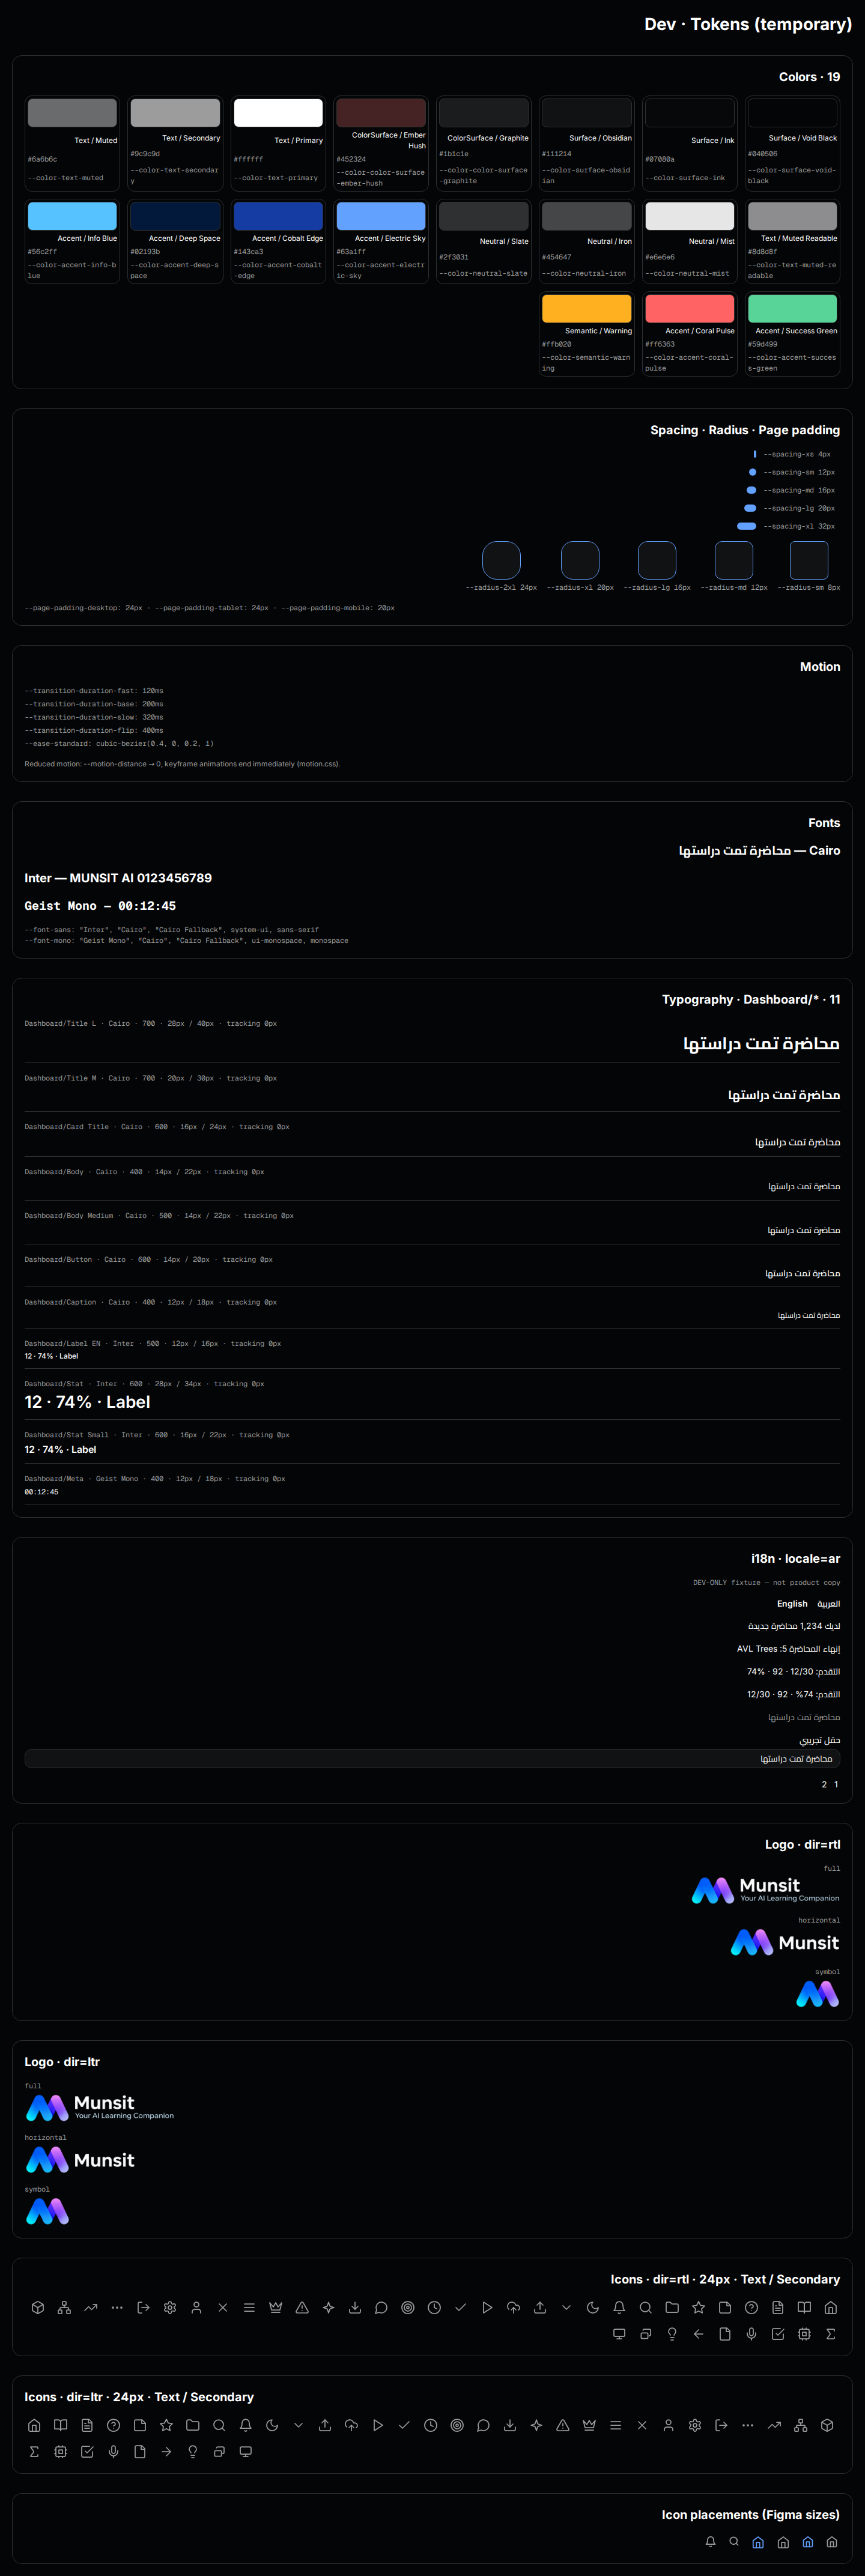 Dev · Tokens (temporary)
Colors · 19
Surface / Void Black
#040506
--color-surface-void-
black
Surface / Ink
#07080a
--color-surface-ink
Surface / Obsidian
#111214
--color-surface-obsid
ian
ColorSurface / Graphite
#1b1c1e
--color-color-surface
-graphite
ColorSurface / Ember
Hush
#452324
--color-color-surface
-ember-hush
Text / Primary
#ffffff
--color-text-primary
Text / Secondary
#9c9c9d
--color-text-secondar
y
Text / Muted
#6a6b6c
--color-text-muted
Text / Muted Readable
#8d8d8f
--color-text-muted-re
adable
Neutral / Mist
#e6e6e6
--color-neutral-mist
Neutral / Iron
#454647
--color-neutral-iron
Neutral / Slate
#2f3031
--color-neutral-slate
Accent / Electric Sky
#63a1ff
--color-accent-electr
ic-sky
Accent / Cobalt Edge
#143ca3
--color-accent-cobalt
-edge
Accent / Deep Space
#02193b
--color-accent-deep-s
pace
Accent / Info Blue
#56c2ff
--color-accent-info-b
lue
Accent / Success Green
#59d499
--color-accent-succes
s-green
Accent / Coral Pulse
#ff6363
--color-accent-coral-
pulse
Semantic / Warning
#ffb020
--color-semantic-warn
ing
Spacing · Radius · Page padding
--spacing-xs 4px
--spacing-sm 12px
--spacing-md 16px
--spacing-lg 20px
--spacing-xl 32px
--radius-sm 8px
--radius-md 12px
--radius-lg 16px
--radius-xl 20px
--radius-2xl 24px
--page-padding-desktop: 24px · --page-padding-tablet: 24px · --page-padding-mobile: 20px
Motion
--transition-duration-fast: 120ms
--transition-duration-base: 200ms
--transition-duration-slow: 320ms
--transition-duration-flip: 400ms
--ease-standard: cubic-bezier(0.4, 0, 0.2, 1)
Reduced motion: --motion-distance → 0, keyframe animations end immediately (motion.css).
Fonts
Cairo — محاضرة تمت دراستها
Inter — MUNSIT AI 0123456789
Geist Mono — 00:12:45
--font-sans: "Inter", "Cairo", "Cairo Fallback", system-ui, sans-serif
--font-mono: "Geist Mono", "Cairo", "Cairo Fallback", ui-monospace, monospace
Typography · Dashboard/* · 11
Dashboard/Title L · Cairo · 700 · 28px / 40px · tracking 0px
محاضرة تمت دراستها
Dashboard/Title M · Cairo · 700 · 20px / 30px · tracking 0px
محاضرة تمت دراستها
Dashboard/Card Title · Cairo · 600 · 16px / 24px · tracking 0px
محاضرة تمت دراستها
Dashboard/Body · Cairo · 400 · 14px / 22px · tracking 0px
محاضرة تمت دراستها
Dashboard/Body Medium · Cairo · 500 · 14px / 22px · tracking 0px
محاضرة تمت دراستها
Dashboard/Button · Cairo · 600 · 14px / 20px · tracking 0px
محاضرة تمت دراستها
Dashboard/Caption · Cairo · 400 · 12px / 18px · tracking 0px
محاضرة تمت دراستها
Dashboard/Label EN · Inter · 500 · 12px / 16px · tracking 0px
12 · 74% · Label
Dashboard/Stat · Inter · 600 · 28px / 34px · tracking 0px
12 · 74% · Label
Dashboard/Stat Small · Inter · 600 · 16px / 22px · tracking 0px
12 · 74% · Label
Dashboard/Meta · Geist Mono · 400 · 12px / 18px · tracking 0px
00:12:45
i18n · locale=ar
DEV-ONLY fixture — not product copy
العربية English
لديك 1,234 محاضرة جديدة
إنهاء المحاضرة 5: AVL Trees
التقدم: 12/30 · 92 · 74%
التقدم: 74% · 92 · 12/30
محاضرة تمت دراستها
حقل تجريبي
محاضرة تمت دراستها
1 2
Logo · dir=rtl
full
Munsit
Your AI Learning Companion
horizontal
Munsit
symbol
Logo · dir=ltr
full
Munsit
Your AI Learning Companion
horizontal
Munsit
symbol
Icons · dir=rtl · 24px · Text / Secondary
Icons · dir=ltr · 24px · Text / Secondary
Icon placements (Figma sizes)